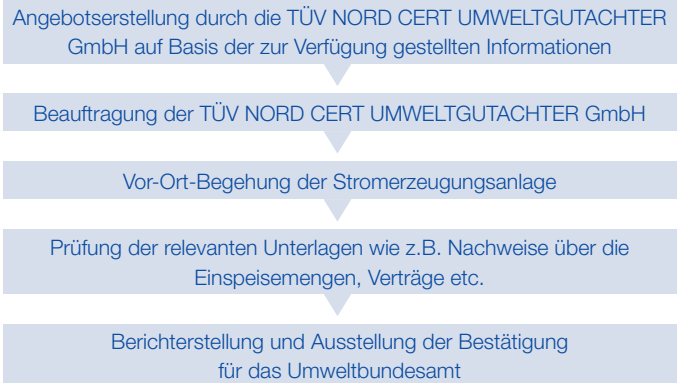 Angebotserstellung durch die TÜV NORD CERT UMWELTGUTACHTER
GmbH auf Basis der zur Verfügung gestellten Informationen
Beauftragung der TÜV NORD CERT UMWELTGUTACHTER GmbH
Vor-Ort-Begehung der Stromerzeugungsanlage
Prüfung der relevanten Unterlagen wie z.B. Nachweise über die
Einspeisemengen, Verträge etc.
Berichterstellung und Ausstellung der Bestätigung
für das Umweltbundesamt